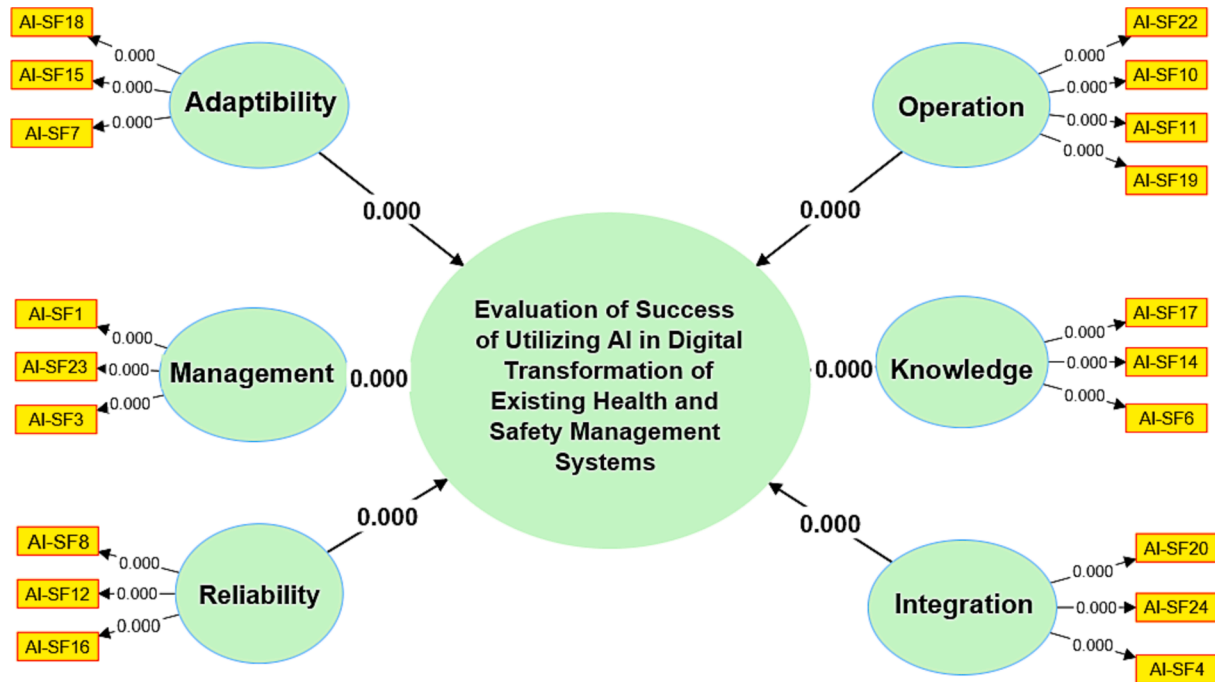 AI-SF18
0.000
AI-SF15
0.000
AI-SF7
0.000
Adaptibility
0.000
AI-SF22
0.000
AI-SF10
0.000
AI-SF11
0.000
AI-SF19
0.000
Operation
0.000
AI-SF1
0.000
AI-SF23
0.000
AI-SF3
0.000
Management
0.000
Evaluation of Success
of Utilizing AI in Digital
Transformation of
Existing Health and
Safety Management
Systems
0.000
Knowledge
AI-SF17
0.000
AI-SF14
0.000
AI-SF6
0.000
AI-SF8
0.000
AI-SF12
0.000
AI-SF16
0.000
Reliability
0.000
0.000
Integration
AI-SF20
0.000
AI-SF24
0.000
AI-SF4
0.000